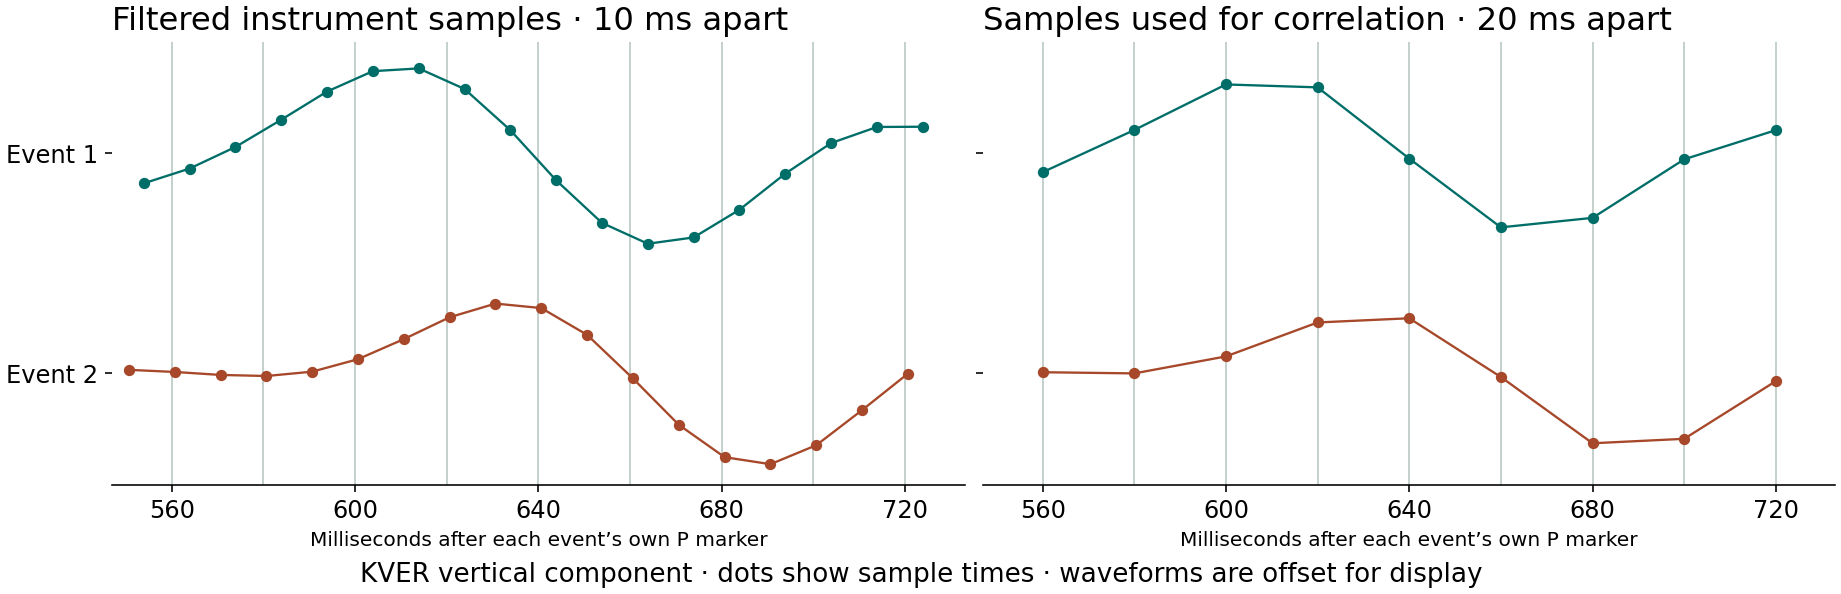 Filtered instrument samples · 10 ms apart
Samples used for correlation · 20 ms apart
Event 1
Event 2
560 600 640 680 720
560 600 640 680 720
Milliseconds after each event’s own P marker
Milliseconds after each event’s own P marker
KVER vertical component · dots show sample times · waveforms are offset for display